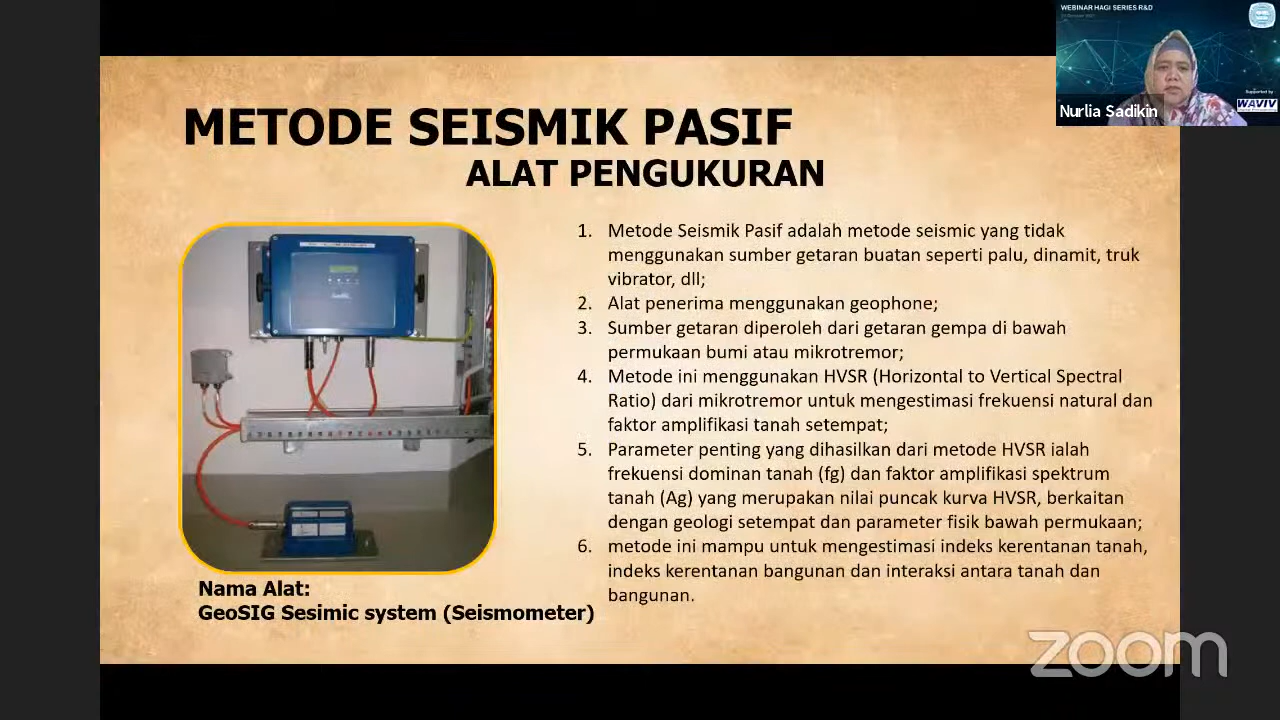 WEBINAR HAGI SERIES R&D
Supported by
WAVIV
Nurlia Sadikin
METODE SEISMIK PASIF
ALAT PENGUKURAN
1. Metode Seismik Pasif adalah metode seismic yang tidak
menggunakan sumber getaran buatan seperti palu, dinamit, truk
vibrator, dll;
2. Alat penerima menggunakan geophone;
3. Sumber getaran diperoleh dari getaran gempa di bawah
permukaan bumi atau mikrotremor;
4. Metode ini menggunakan HVSR (Horizontal to Vertical Spectral
Ratio) dari mikrotremor untuk mengestimasi frekuensi natural dan
faktor amplifikasi tanah setempat;
5. Parameter penting yang dihasilkan dari metode HVSR ialah
frekuensi dominan tanah (fg) dan faktor amplifikasi spektrum
tanah (Ag) yang merupakan nilai puncak kurva HVSR, berkaitan
dengan geologi setempat dan parameter fisik bawah permukaan;
6. metode ini mampu untuk mengestimasi indeks kerentanan tanah,
indeks kerentanan bangunan dan interaksi antara tanah dan
bangunan.
Nama Alat:
GeoSIG Sesimic system (Seismometer)
zoom